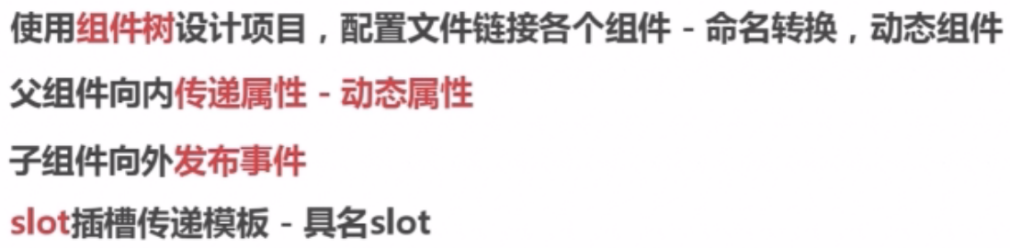 使用组件树设计项目，配置文件链接各个组件 - 命名转换，动态组件
父组件向内传递属性 - 动态属性
子组件向外发布事件
slot插槽传递模板 - 具名slot